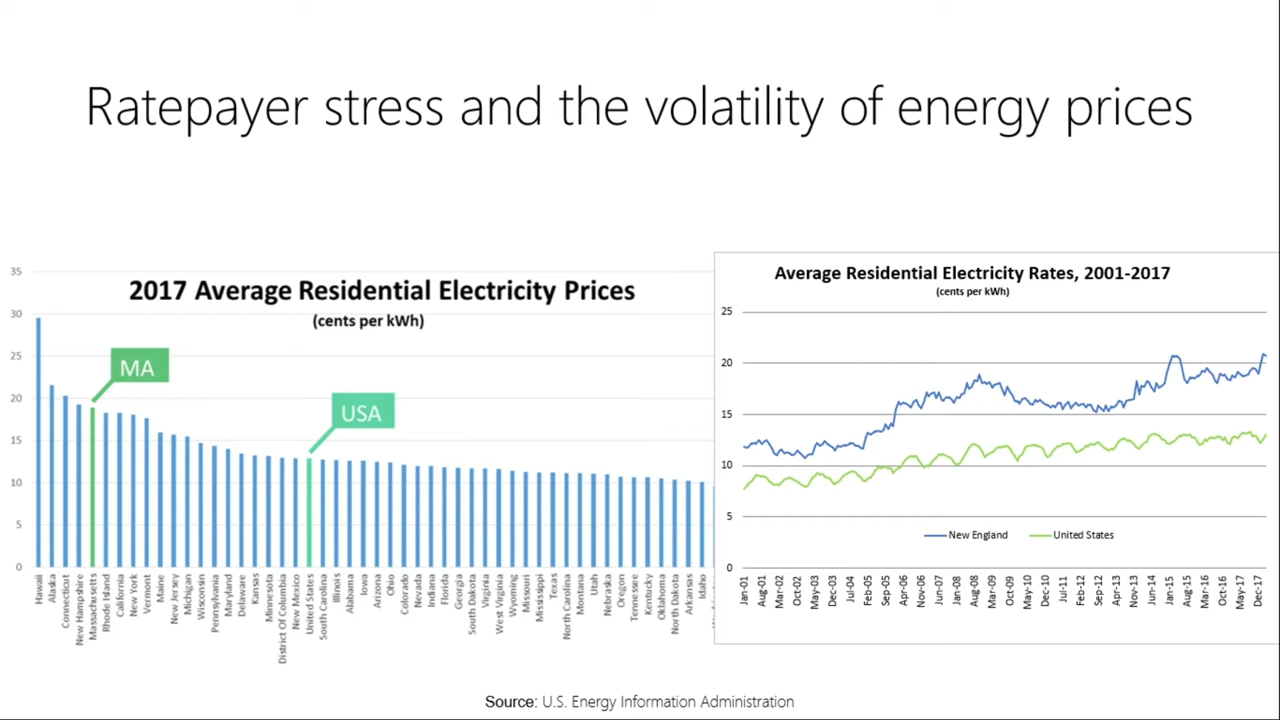 Ratepayer stress and the volatility of energy prices
2017 Average Residential Electricity Prices
(cents per kWh)
35
30
25
20
15
10
5
0
MA
USA
Hawaii
Alaska
Connecticut
New Hampshire
Massachusetts
Rhode Island
California
New York
Vermont
Maine
New Jersey
Michigan
Wisconsin
Pennsylvania
Maryland
Delaware
Kansas
Minnesota
District Of Columbia
New Mexico
United States
South Carolina
Illinois
Alabama
Iowa
Arizona
Ohio
Colorado
Nevada
Indiana
Florida
Georgia
South Dakota
Virginia
West Virginia
Wyoming
Missouri
Mississippi
Texas
North Carolina
Montana
Utah
Nebraska
Oregon
Tennessee
Kentucky
Oklahoma
North Dakota
Arkansas
Idaho
Average Residential Electricity Rates, 2001-2017
(cents per kWh)
25
20
15
10
5
0
New England
United States
Jan-01
Aug-01
Mar-02
Oct-02
May-03
Dec-03
Jul-04
Feb-05
Sep-05
Apr-06
Nov-06
Jun-07
Jan-08
Aug-08
Mar-09
Oct-09
May-10
Dec-10
Jul-11
Feb-12
Sep-12
Apr-13
Nov-13
Jun-14
Jan-15
Aug-15
Mar-16
Oct-16
May-17
Dec-17
Source: U.S. Energy Information Administration